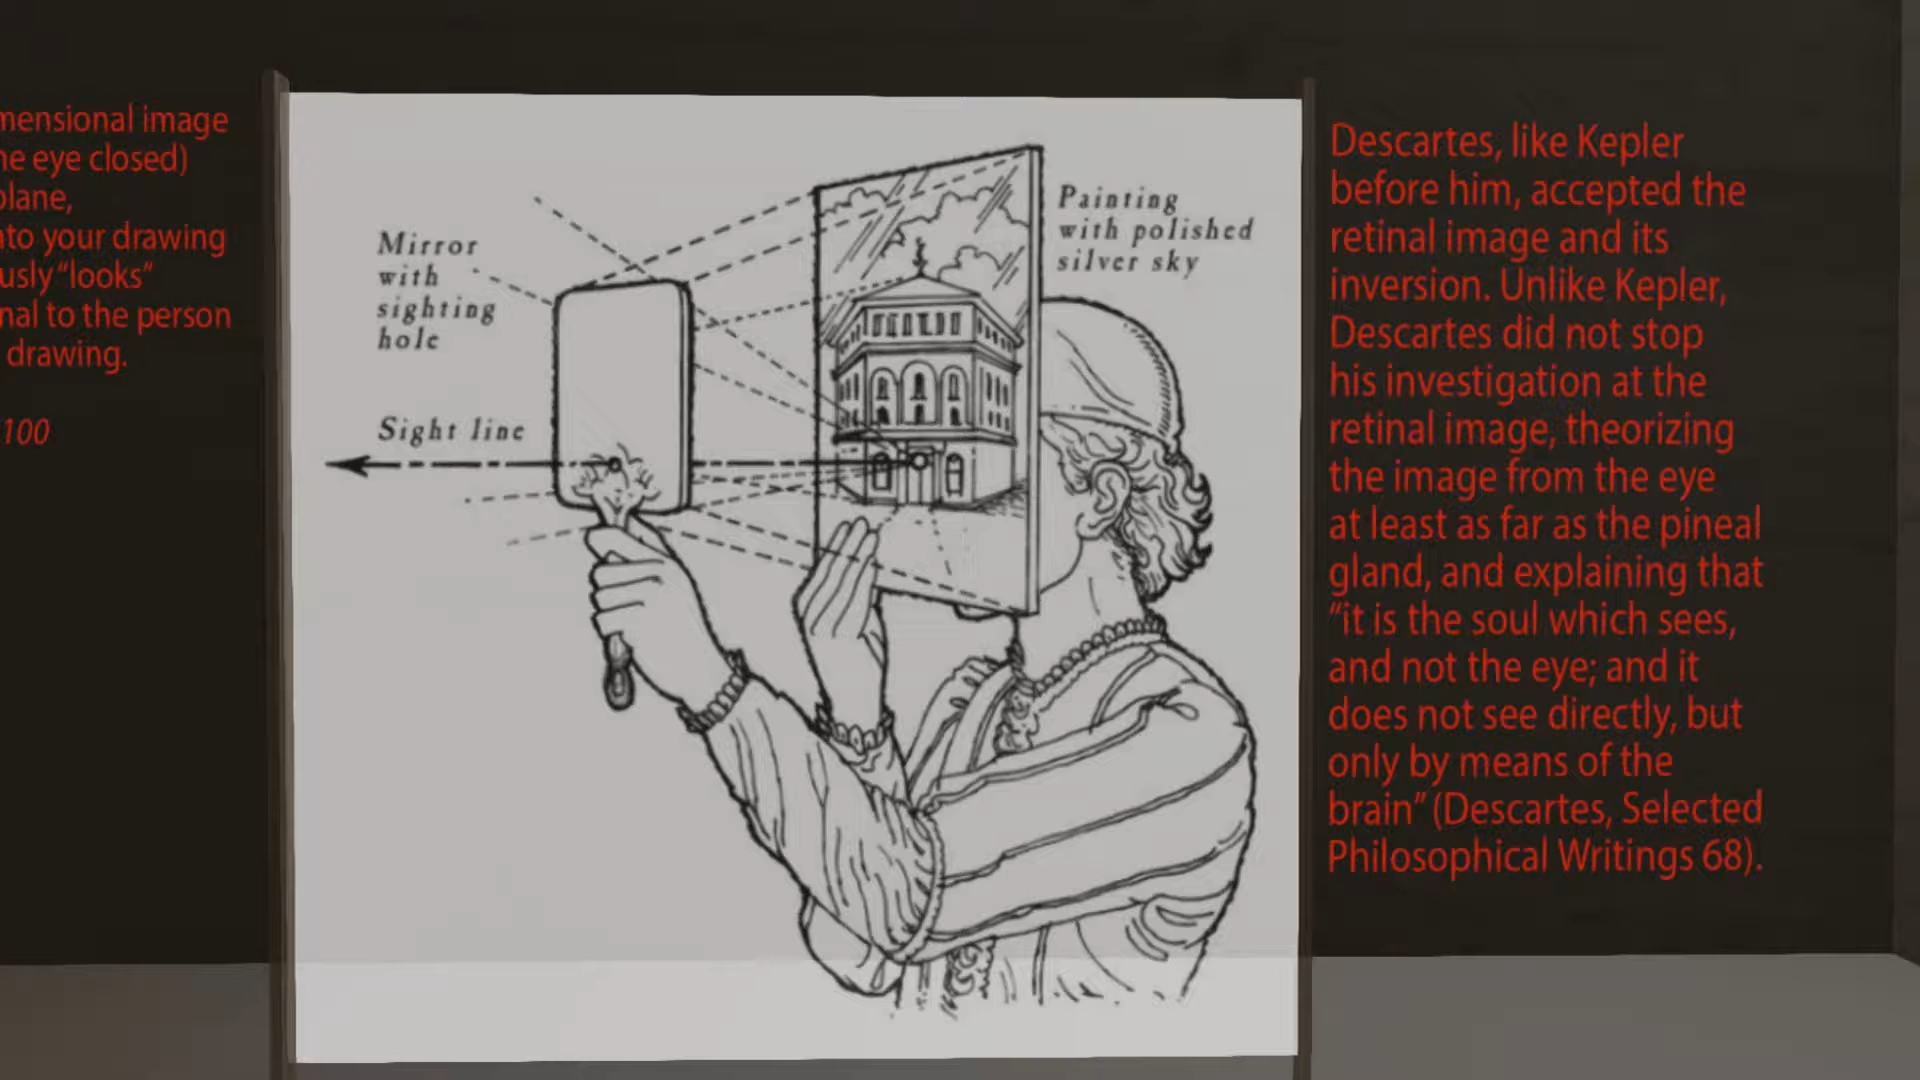 mensional image
he eye closed)
plane,
nto your drawing
usly "looks"
nal to the person
drawing.
100
Mirror
with
sighting
hole
Sight line
Painting
with polished
silver sky
Descartes, like Kepler
before him, accepted the
retinal image and its
inversion. Unlike Kepler,
Descartes did not stop
his investigation at the
retinal image, theorizing
the image from the eye
at least as far as the pineal
gland, and explaining that
“it is the soul which sees,
and not the eye; and it
does not see directly, but
only by means of the
brain” (Descartes, Selected
Philosophical Writings 68).